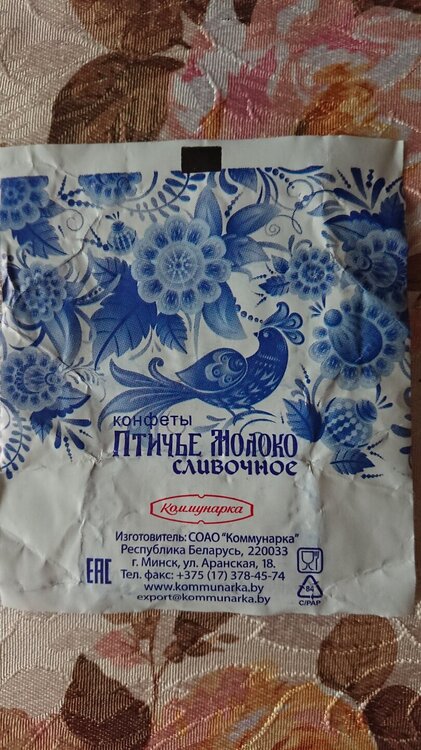 конфеты
Птичье Молоко
сливочное
Коммунарка
Изготовитель: СОАО "Коммунарка"
Республика Беларусь, 220033
г. Минск, ул. Аранская, 18.
Тел. факс: +375 (17) 378-45-74
www.kommunarka.by
export@kommunarka.by
EAC
84
C/PAP